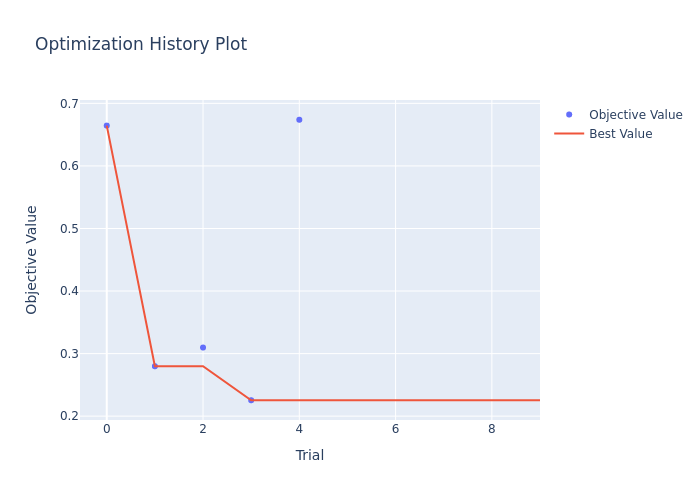 Optimization History Plot
Objective Value
Best Value
0.7
0.6
0.5
0.4
0.3
0.2
Objective Value
0 2 4 6 8
Trial